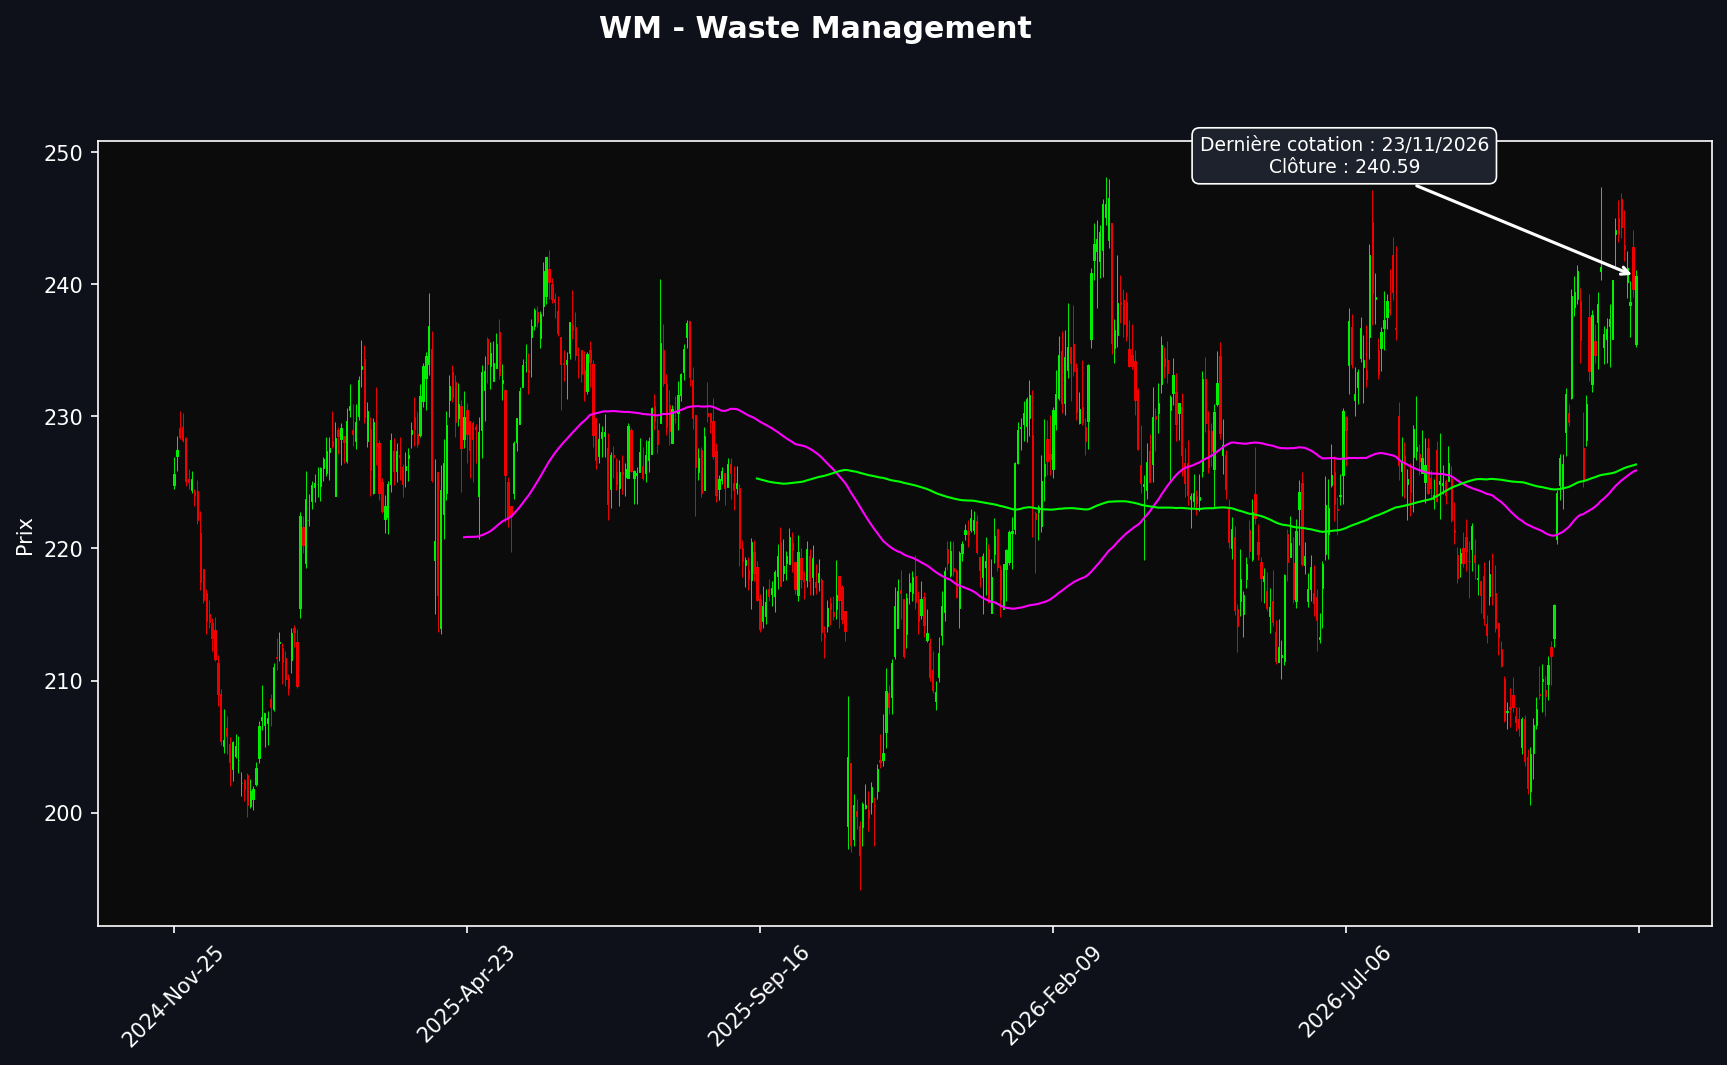 WM - Waste Management
Dernière cotation : 23/11/2026
Clôture : 240.59
Prix
250
240
230
220
210
200
2024-Nov-25
2025-Apr-23
2025-Sep-16
2026-Feb-09
2026-Jul-06